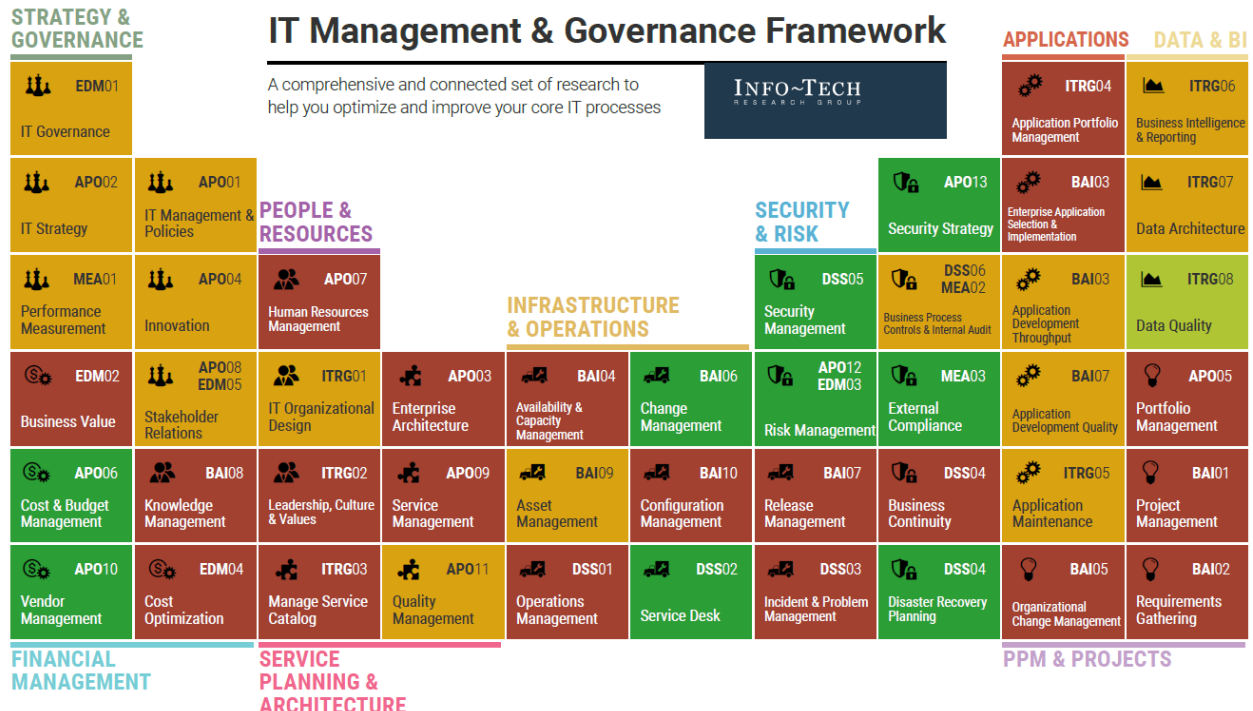 STRATEGY &
GOVERNANCE
IT Management & Governance Framework
A comprehensive and connected set of research to
help you optimize and improve your core IT processes
INFO~TECH
RESEARCH GROUP
APPLICATIONS
DATA & BI
EDM01
IT Governance
ITRG04
Application Portfolio
Management
ITRG06
Business Intelligence
& Reporting
APO02
IT Strategy
APO01
IT Management &
Policies
PEOPLE &
RESOURCES
SECURITY
& RISK
APO13
Security Strategy
BAI03
Enterprise Application
Selection &
Implementation
ITRG07
Data Architecture
MEA01
Performance
Measurement
APO04
Innovation
APO07
Human Resources
Management
INFRASTRUCTURE
& OPERATIONS
DSS05
Security
Management
DSS06
MEA02
Business Process
Controls & Internal Audit
BAI03
Application
Development
Throughput
ITRG08
Data Quality
EDM02
Business Value
APO08
EDM05
Stakeholder
Relations
ITRG01
IT Organizational
Design
APO03
Enterprise
Architecture
BAI04
Availability &
Capacity
Management
BAI06
Change
Management
APO12
EDM03
Risk Management
MEA03
External
Compliance
BAI07
Application
Development Quality
APO05
Portfolio
Management
APO06
Cost & Budget
Management
BAI08
Knowledge
Management
ITRG02
Leadership, Culture
& Values
APO09
Service
Management
BAI09
Asset
Management
BAI10
Configuration
Management
BAI07
Release
Management
DSS04
Business
Continuity
ITRG05
Application
Maintenance
BAI01
Project
Management
APO10
Vendor
Management
EDM04
Cost
Optimization
ITRG03
Manage Service
Catalog
APO11
Quality
Management
DSS01
Operations
Management
DSS02
Service Desk
DSS03
Incident & Problem
Management
DSS04
Disaster Recovery
Planning
BAI05
Organizational
Change Management
BAI02
Requirements
Gathering
FINANCIAL
MANAGEMENT
SERVICE
PLANNING &
ARCHITECTURE
PPM & PROJECTS